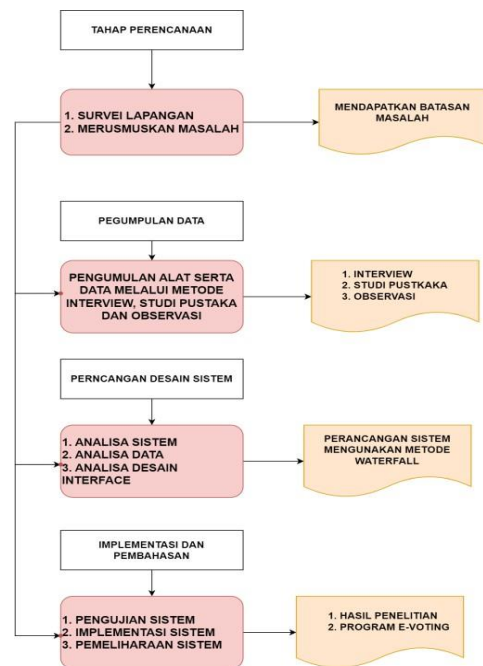 TAHAP PERENCANAAN
1. SURVEI LAPANGAN
2. MERUSMUSKAN MASALAH
MENDAPATKAN BATASAN
MASALAH
PEGUMPULAN DATA
PENGUMULAN ALAT SERTA
DATA MELALUI METODE
INTERVIEW, STUDI PUSTAKA
DAN OBSERVASI
1. INTERVIEW
2. STUDI PUSTKAKA
3. OBSERVASI
PERNCANGAN DESAIN SISTEM
1. ANALISA SISTEM
2. ANALISA DATA
3. ANALISA DESAIN
INTERFACE
PERANCANGAN SISTEM
MENGUNAKAN METODE
WATERFALL
IMPLEMENTASI DAN
PEMBAHASAN
1. PENGUJIAN SISTEM
2. IMPLEMENTASI SISTEM
3. PEMELIHARAAN SISTEM
1. HASIL PENELITIAN
2. PROGRAM E-VOTING